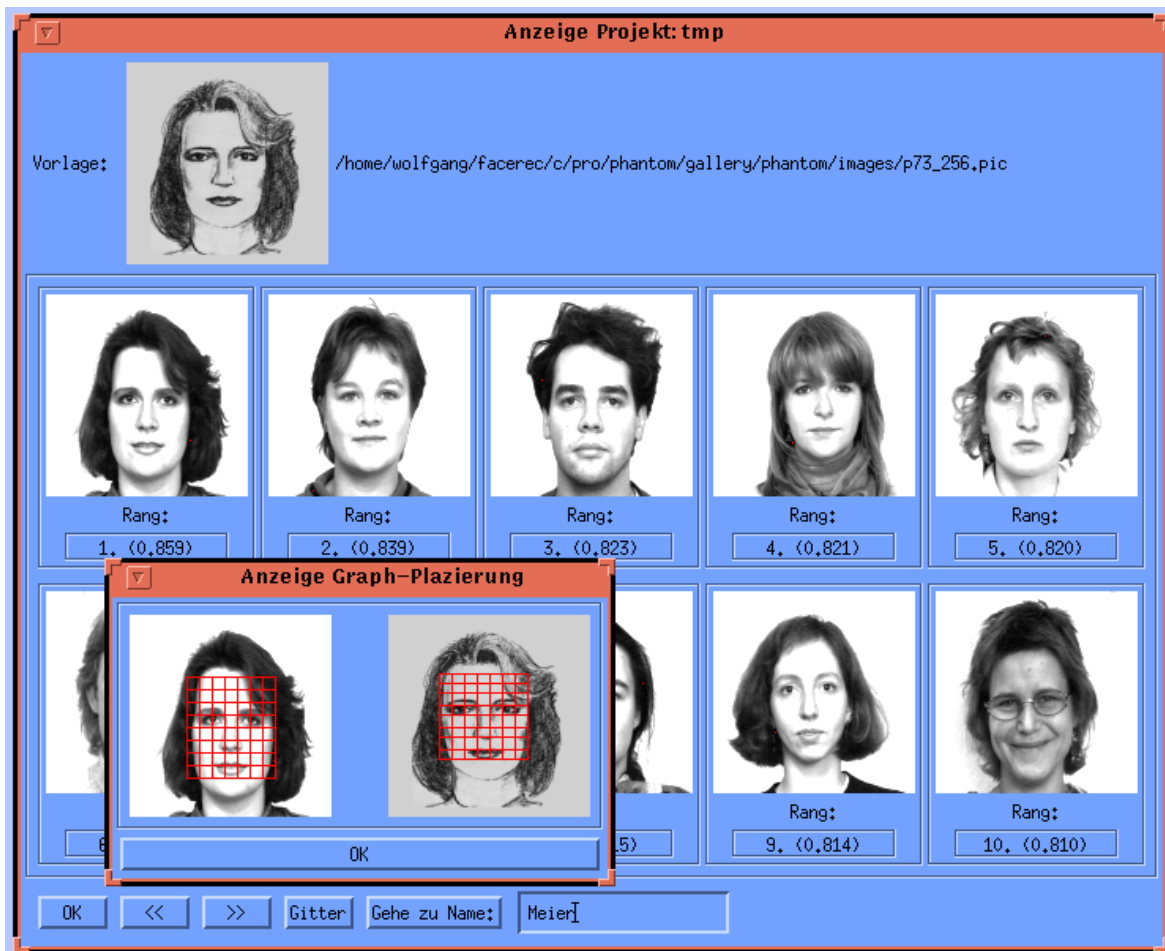 Anzeige Projekt: tmp
Vorlage: /home/wolfgang/facerec/c/pro/phantom/gallery/phantom/images/p73_256.pic
Rang: Rang: Rang: Rang: Rang:
1. (0.859) 2. (0.839) 3. (0.823) 4. (0.821) 5. (0.820)
Anzeige Graph-Plazierung
Rang: Rang:
5) 9. (0.814) 10. (0.810)
OK
OK << >> Gitter Gehe zu Name: Meier